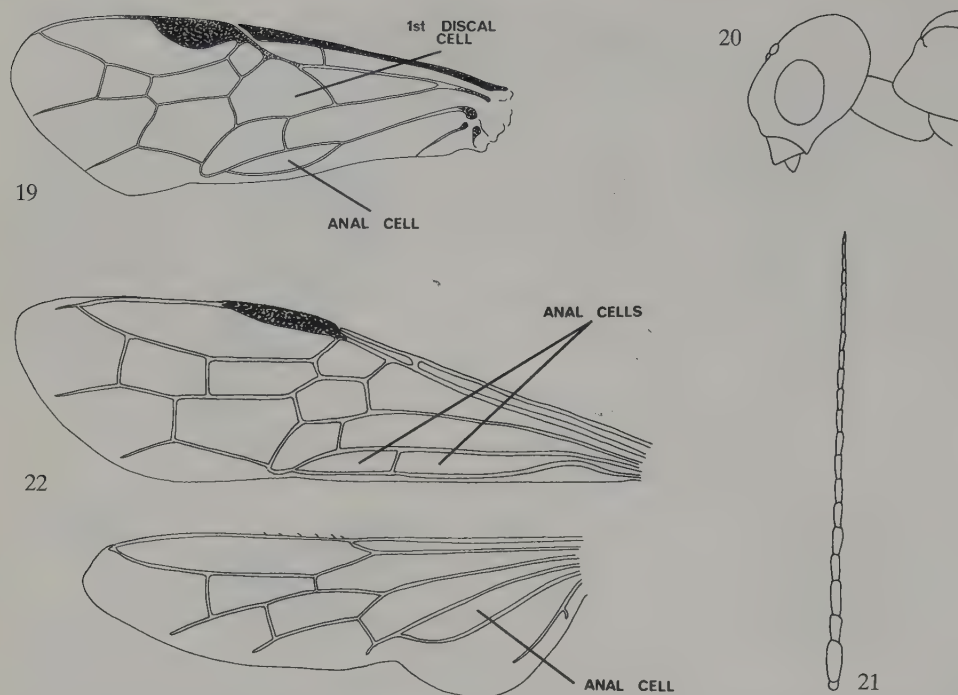 1st DISCAL
CELL
20
19
ANAL CELL
ANAL CELLS
22
ANAL CELL
21